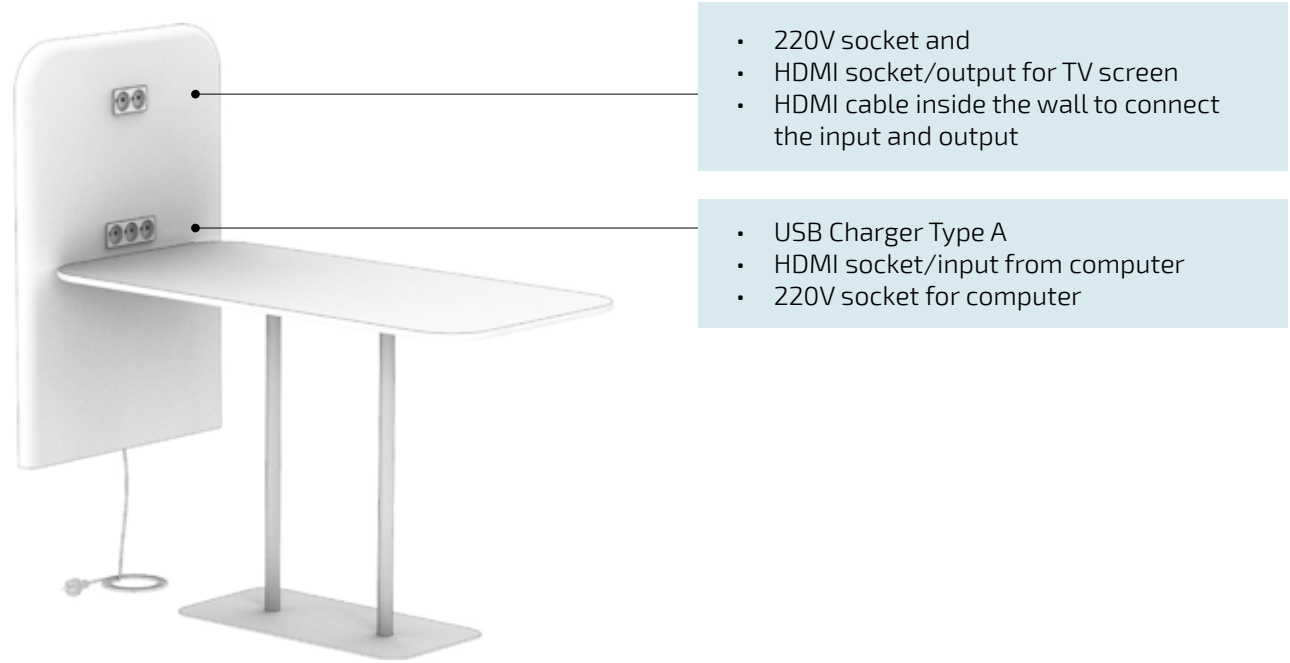 • 220V socket and
• HDMI socket/output for TV screen
• HDMI cable inside the wall to connect
the input and output
• USB Charger Type A
• HDMI socket/input from computer
• 220V socket for computer